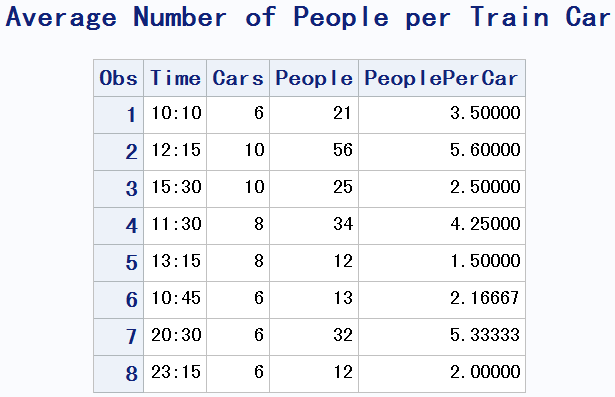 Average Number of People per Train Car
Obs Time Cars People PeoplePerCar
1 10:10 6 21 3.50000
2 12:15 10 56 5.60000
3 15:30 10 25 2.50000
4 11:30 8 34 4.25000
5 13:15 8 12 1.50000
6 10:45 6 13 2.16667
7 20:30 6 32 5.33333
8 23:15 6 12 2.00000